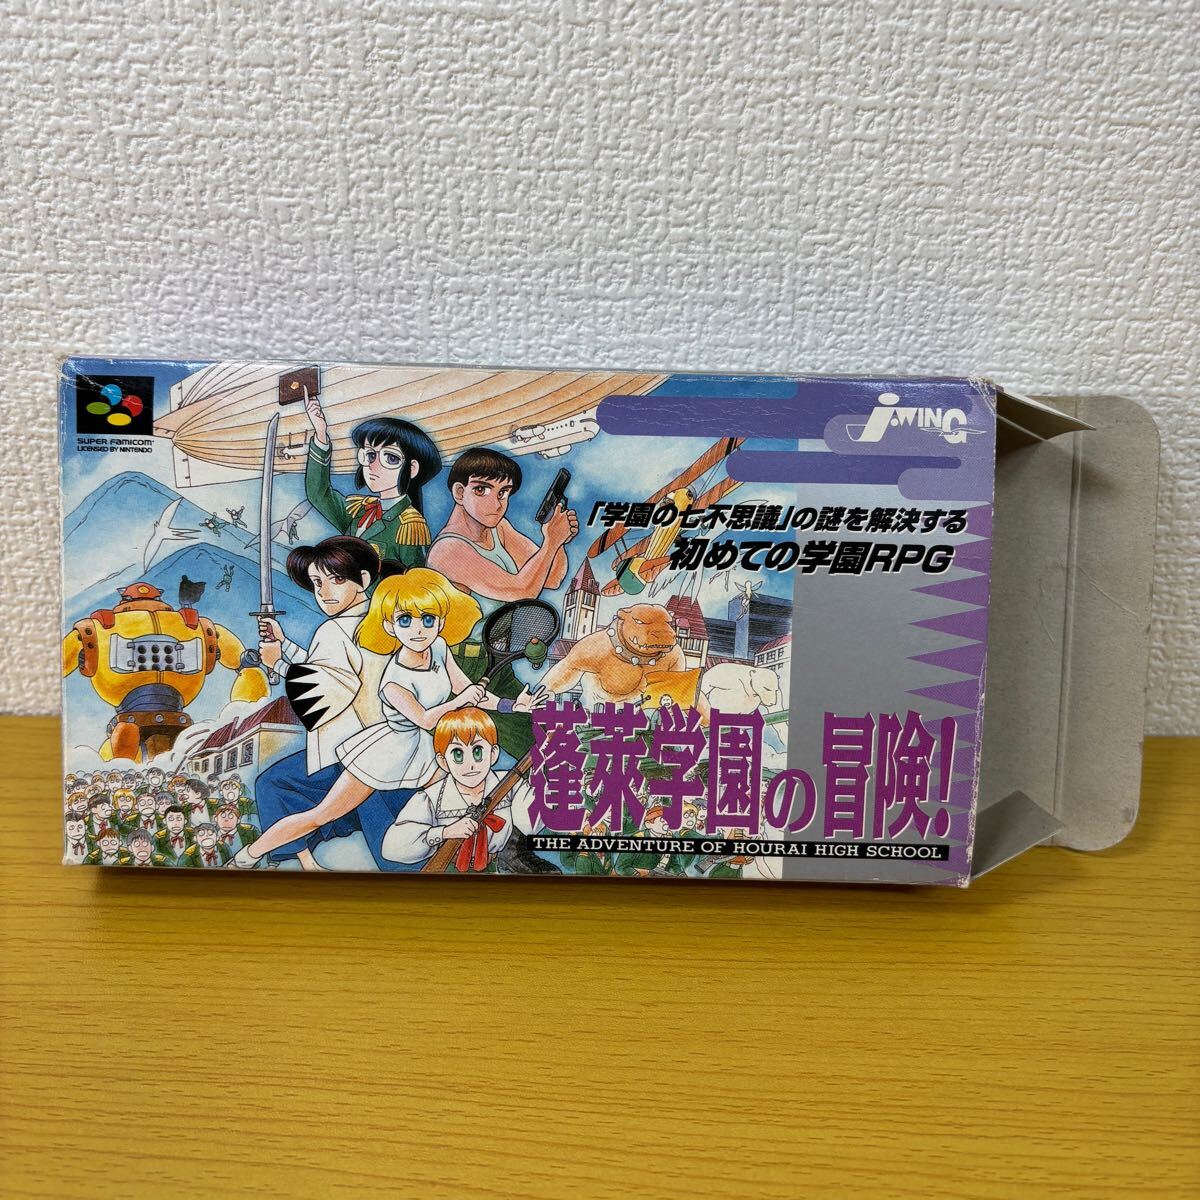 SUPER FAMICOM
LICENSED BY NINTENDO
J・WING
「学園の七不思議」の謎を解決する
初めての学園RPG
蓬萊学園の冒険!
THE ADVENTURE OF HOURAI HIGH SCHOOL